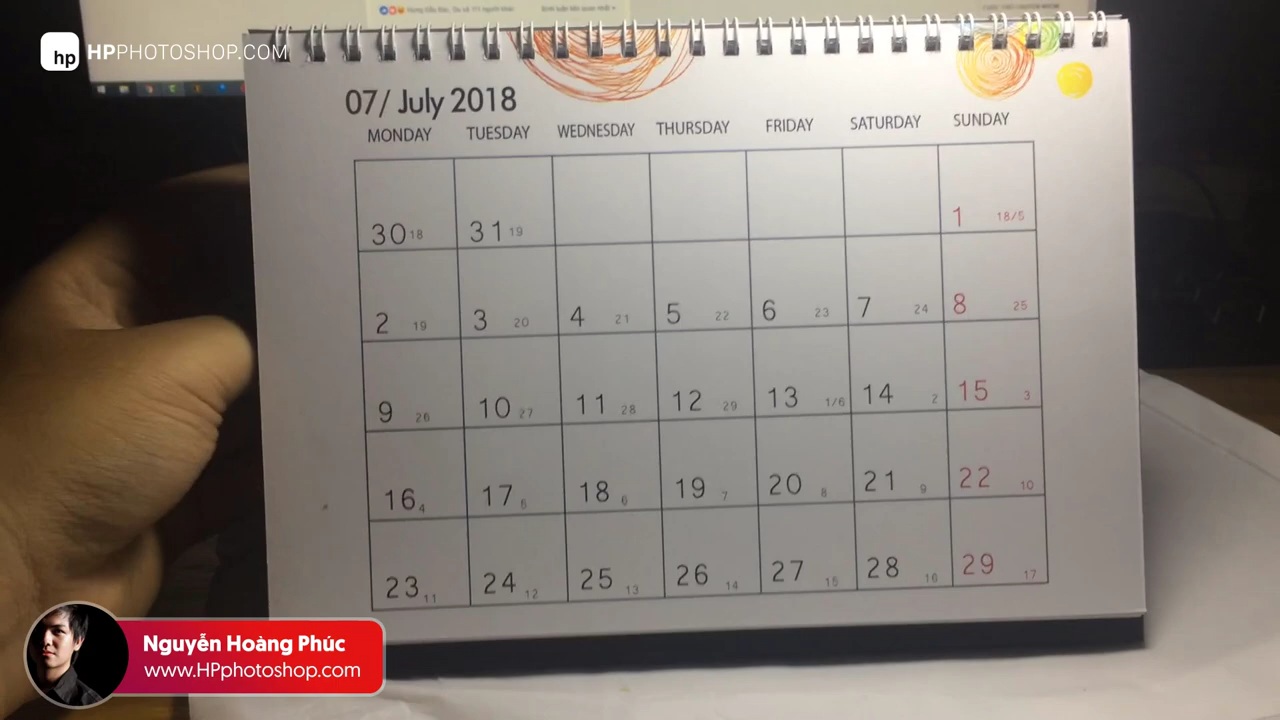 hp HPPHOTOSHOP.COM
07/ July 2018
MONDAY TUESDAY WEDNESDAY THURSDAY FRIDAY SATURDAY SUNDAY
30 18 31 19 1 18/5
2 19 3 20 4 21 5 22 6 23 7 24 8 25
9 26 10 27 11 28 12 29 13 1/6 14 2 15 3
16 4 17 5 18 6 19 7 20 8 21 9 22 10
23 11 24 12 25 13 26 14 27 15 28 16 29 17
Nguyễn Hoàng Phúc
www.HPphotoshop.com